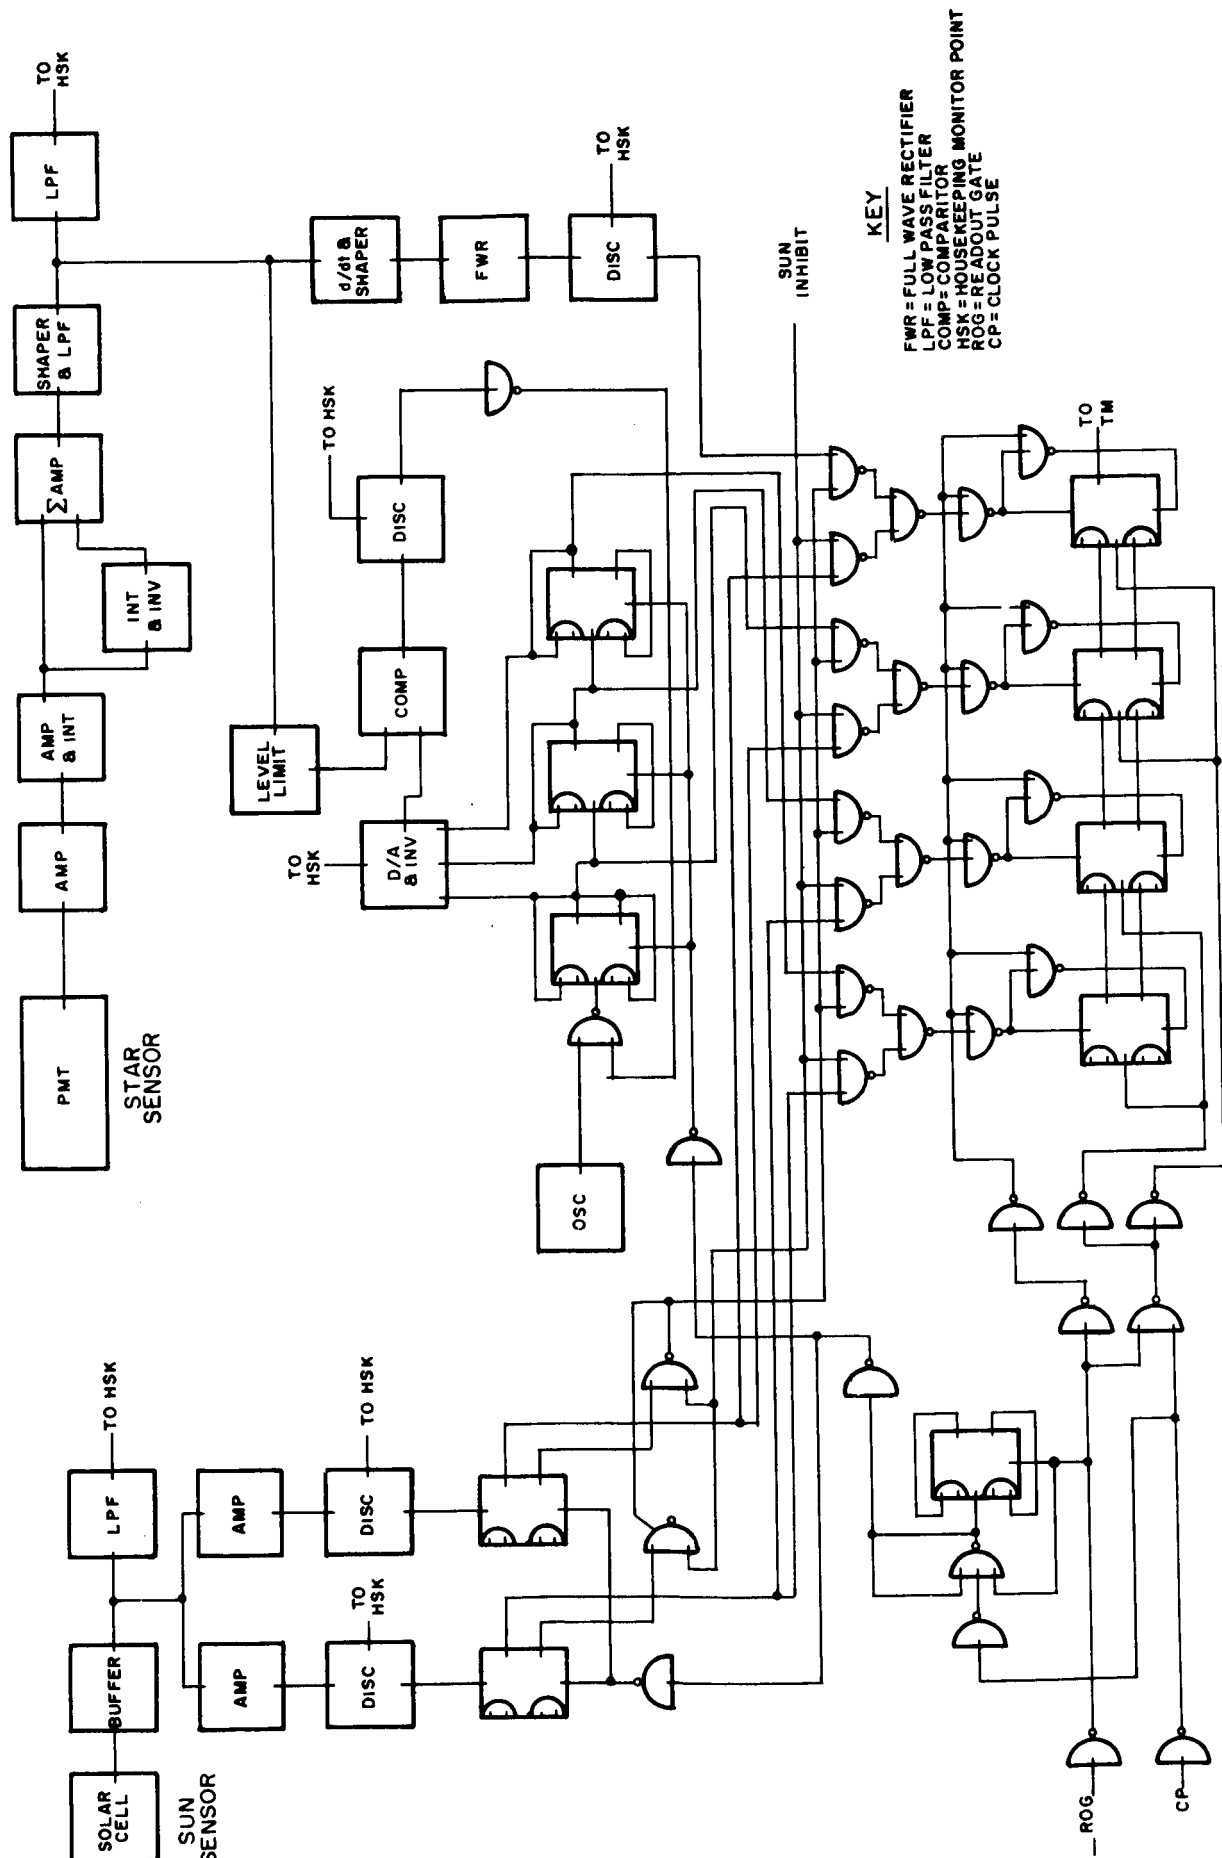 PMT
AMP
AMP
& INT
INT
& INV
Σ AMP
SHAPER
& LPF
LPF
TO
HSK
STAR
SENSOR
LEVEL
LIMIT
d/dt &
SHAPER
FWR
DISC
TO
HSK
TO
HSK
D/A
& INV
COMP
DISC
TO HSK
OSC
SUN
INHIBIT
KEY
FWR = FULL WAVE RECTIFIER
LPF = LOW PASS FILTER
COMP = COMPARITOR
HSK = HOUSEKEEPING MONITOR POINT
ROG = READOUT GATE
CP = CLOCK PULSE
TO
TM
SOLAR
CELL
BUFFER
LPF
TO HSK
SUN
SENSOR
AMP
AMP
DISC
TO
HSK
DISC
TO HSK
ROG
CP